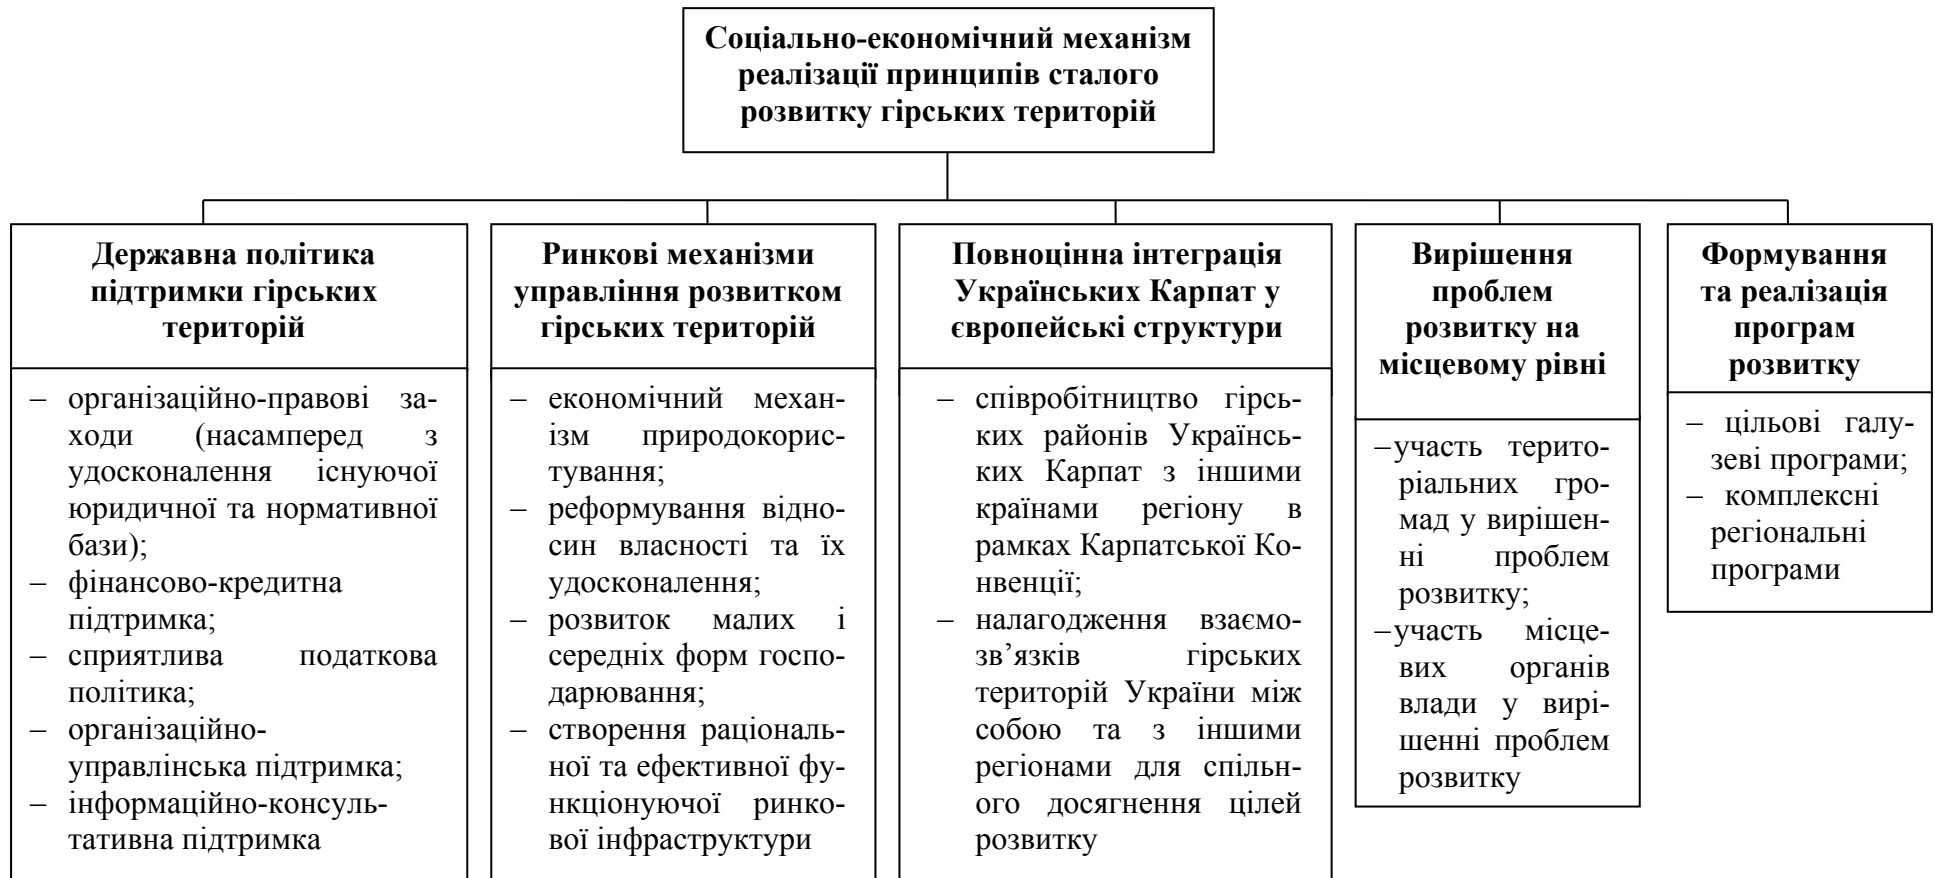 Соціально-економічний механізм
реалізації принципів сталого
розвитку гірських територій
Державна політика
підтримки гірських
територій
– організаційно-правові за-
ходи (насамперед з
удосконалення існуючої
юридичної та нормативної
бази);
– фінансово-кредитна
підтримка;
– сприятлива податкова
політика;
– організаційно-
управлінська підтримка;
– інформаційно-консуль-
тативна підтримка
Ринкові механізми
управління розвитком
гірських територій
– економічний механ-
ізм природокорис-
тування;
– реформування відно-
син власності та їх
удосконалення;
– розвиток малих і
середніх форм госпо-
дарювання;
– створення раціональ-
ної та ефективної фу-
нкціонуючої ринко-
вої інфраструктури
Повноцінна інтеграція
Українських Карпат у
європейські структури
– співробітництво гірсь-
ких районів Українсь-
ких Карпат з іншими
країнами регіону в
рамках Карпатської Ко-
нвенції;
– налагодження взаємо-
зв’язків гірських
територій України між
собою та з іншими
регіонами для спільн-
ого досягнення цілей
розвитку
Вирішення
проблем
розвитку на
місцевому рівні
–участь терито-
ріальних гро-
мад у вирішен-
ні проблем
розвитку;
–участь місце-
вих органів
влади у вирі-
шенні проблем
розвитку
Формування
та реалізація
програм
розвитку
– цільові галу-
зеві програми;
– комплексні
регіональні
програми